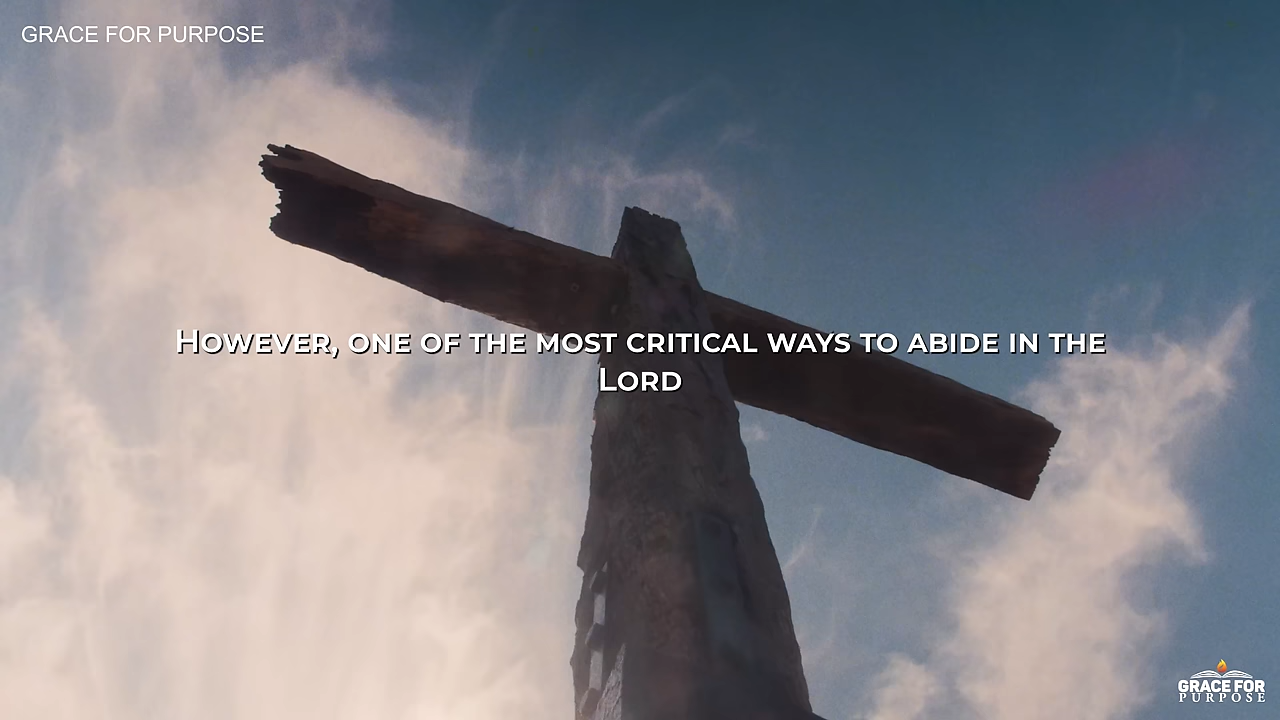 GRACE FOR PURPOSE
However, one of the most critical ways to abide in the
Lord
GRACE FOR
PURPOSE